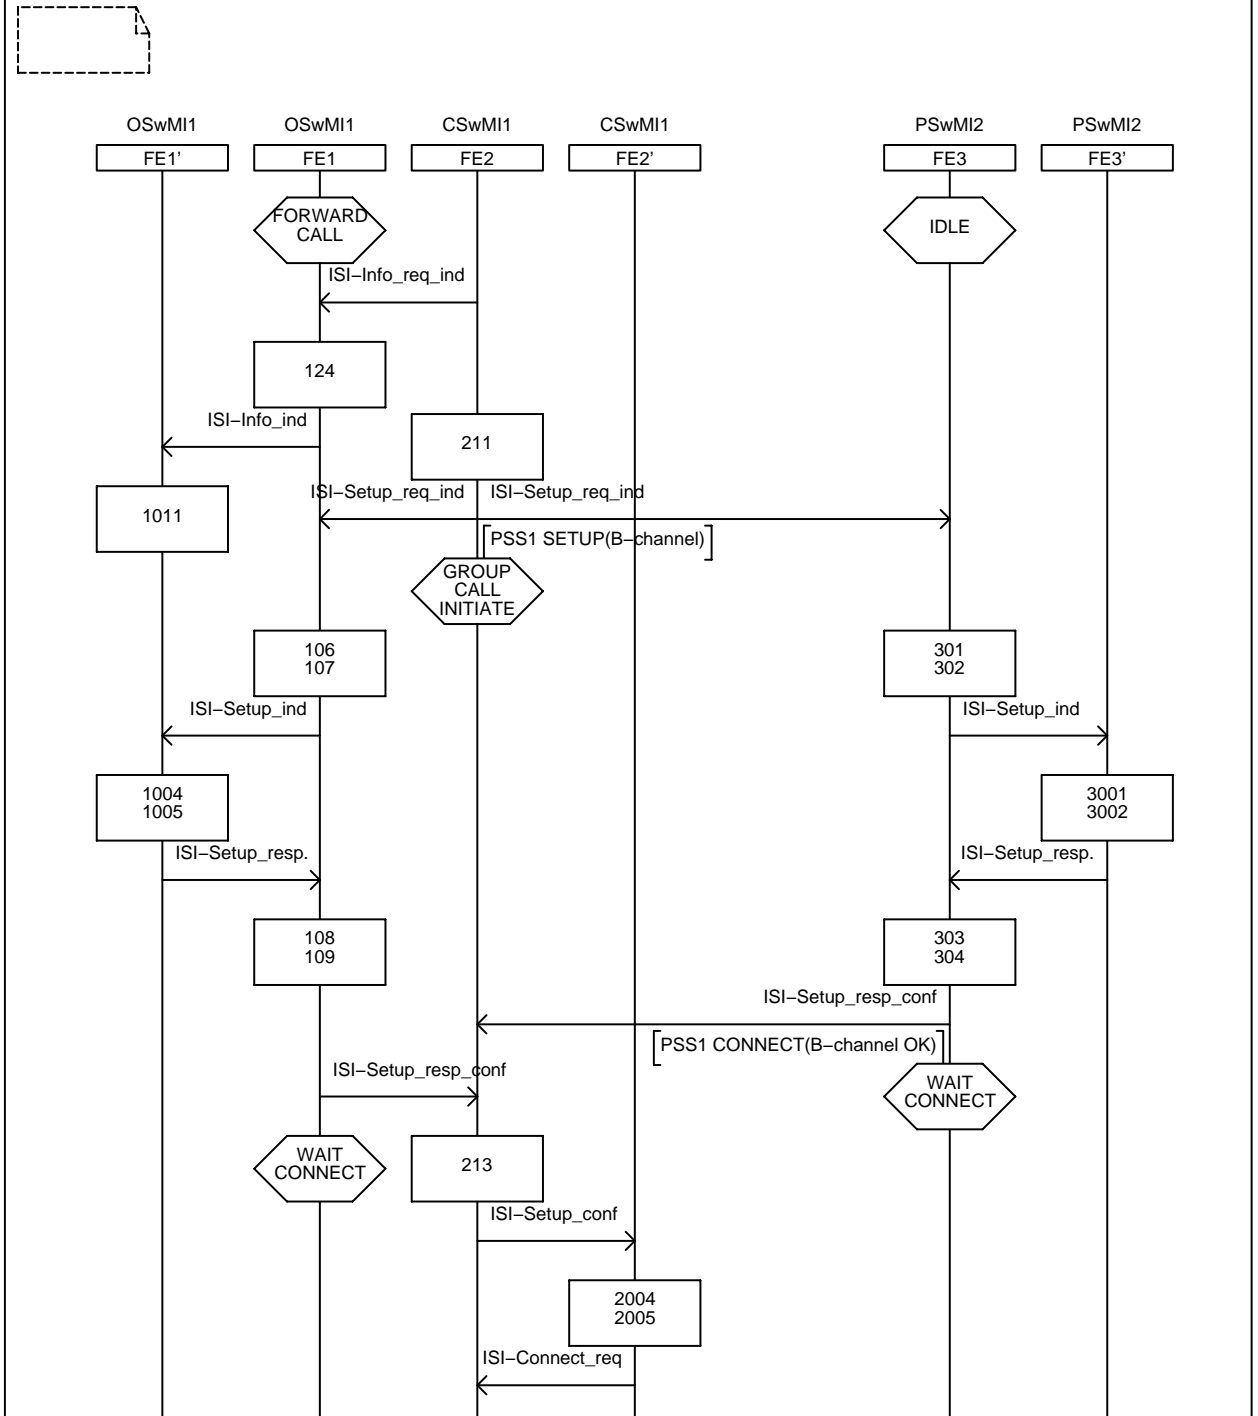 OSwMI1 OSwMI1 CSwMI1 CSwMI1 PSwMI2 PSwMI2
FE1’ FE1 FE2 FE2’ FE3 FE3’
FORWARD
CALL
IDLE
ISI–Info_req_ind
124
ISI–Info_ind
211
ISI–Setup_req_ind ISI–Setup_req_ind
1011
PSS1 SETUP(B–channel)
GROUP
CALL
INITIATE
106 301
107 302
ISI–Setup_ind ISI–Setup_ind
1004 3001
1005 3002
ISI–Setup_resp. ISI–Setup_resp.
108 303
109 304
ISI–Setup_resp_conf
PSS1 CONNECT(B–channel OK)
ISI–Setup_resp_conf
WAIT
CONNECT
WAIT
CONNECT
213
ISI–Setup_conf
2004
2005
ISI–Connect_req